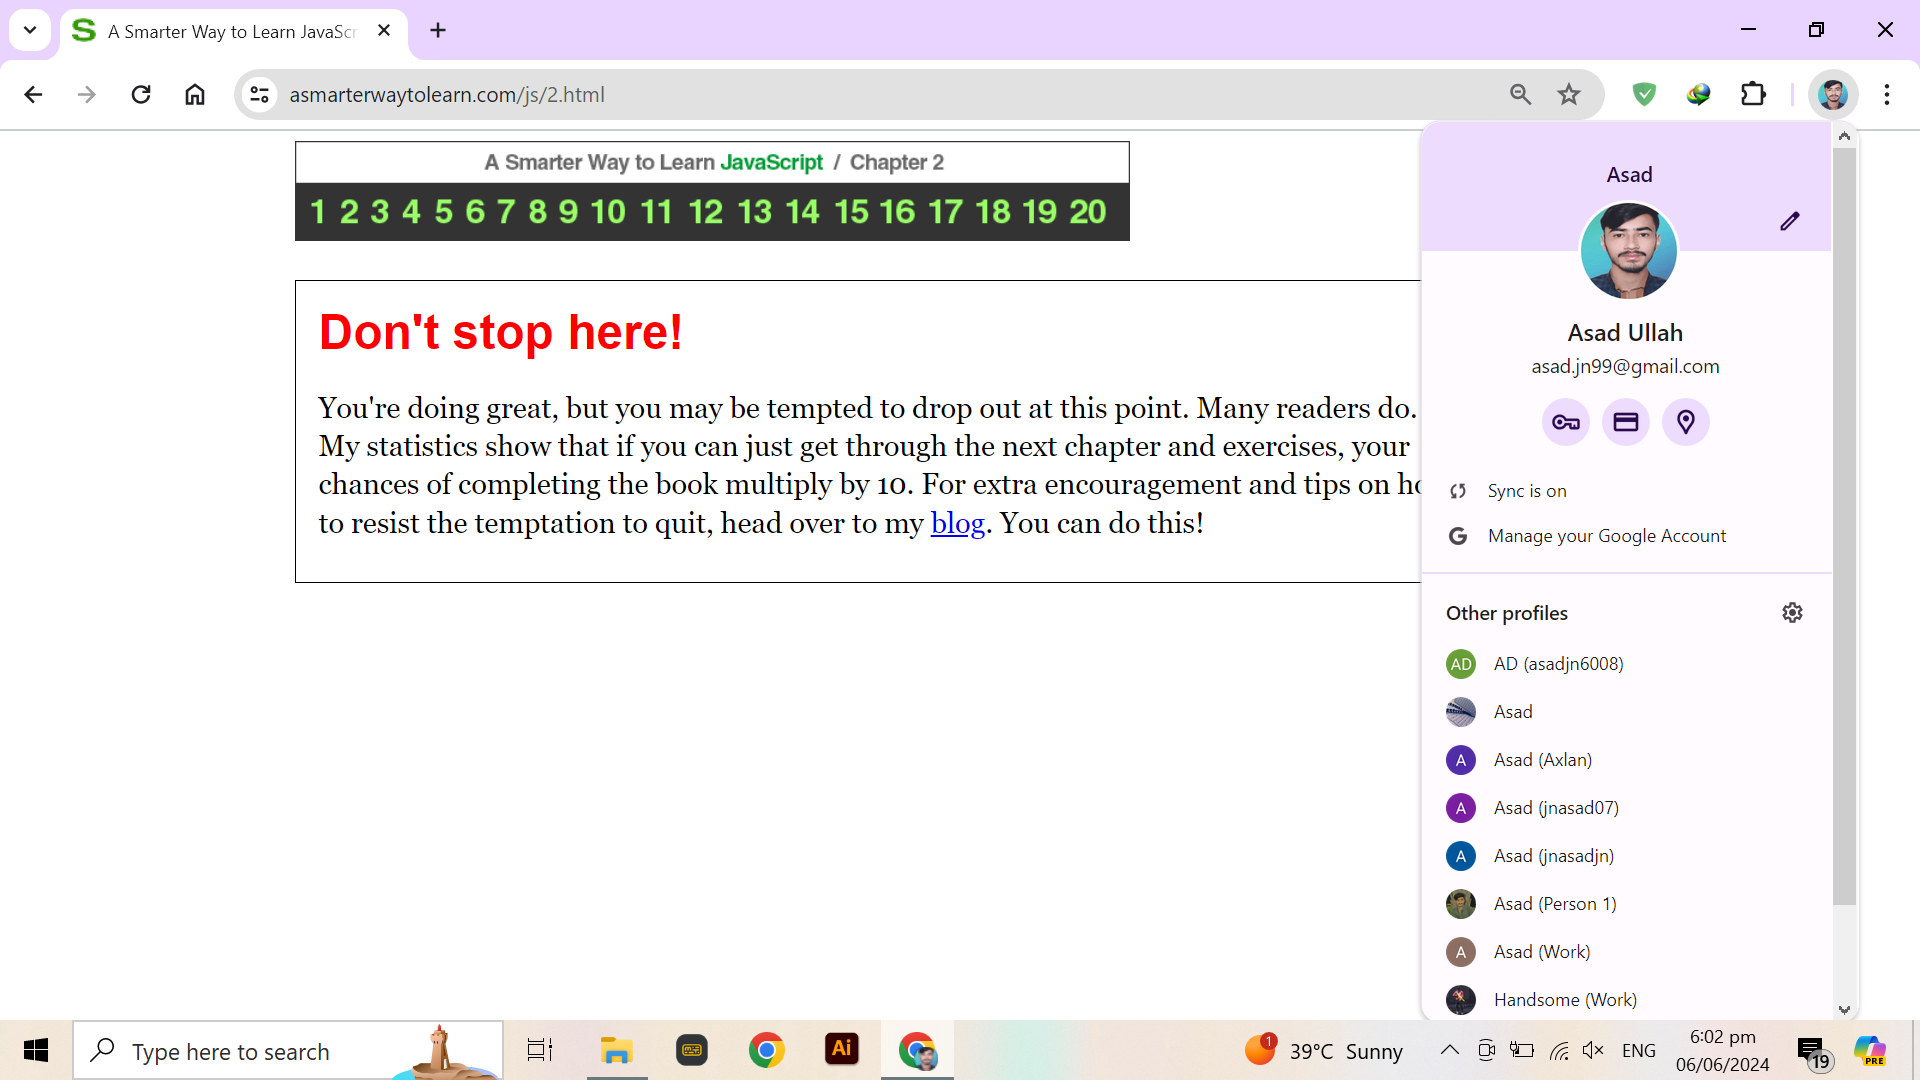 A Smarter Way to Learn JavaScr
asmarterwaytolearn.com/js/2.html
A Smarter Way to Learn JavaScript / Chapter 2
1 2 3 4 5 6 7 8 9 10 11 12 13 14 15 16 17 18 19 20
Don't stop here!
You're doing great, but you may be tempted to drop out at this point. Many readers do.
My statistics show that if you can just get through the next chapter and exercises, your
chances of completing the book multiply by 10. For extra encouragement and tips on ho
to resist the temptation to quit, head over to my blog. You can do this!
Asad
Asad Ullah
asad.jn99@gmail.com
Sync is on
Manage your Google Account
Other profiles
AD AD (asadjn6008)
Asad
A Asad (Axlan)
A Asad (jnasad07)
A Asad (jnasadjn)
Asad (Person 1)
A Asad (Work)
Handsome (Work)
Type here to search
Ai
1
39°C Sunny
ENG
6:02 pm
06/06/2024
19
PRE